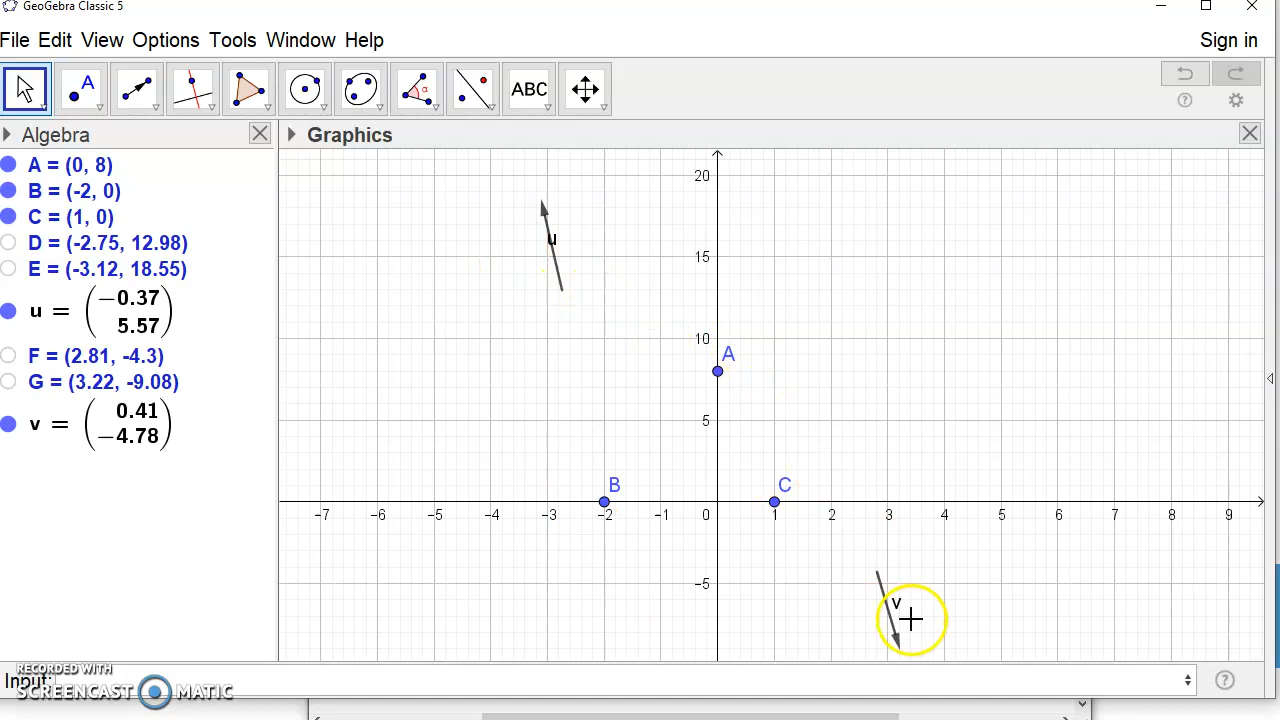 GeoGebra Classic 5
File Edit View Options Tools Window Help
Sign in
A
α
ABC
Algebra
Graphics
A = (0, 8)
B = (-2, 0)
C = (1, 0)
D = (-2.75, 12.98)
E = (-3.12, 18.55)
u = (−0.37
5.57)
F = (2.81, -4.3)
G = (3.22, -9.08)
v = (0.41
−4.78)
20
u
15
10
A
5
B
C
−7 −6 −5 −4 −3 −2 −1 0 1 2 3 4 5 6 7 8 9
−5
v
Input:
RECORDED WITH
SCREENCAST MATIC